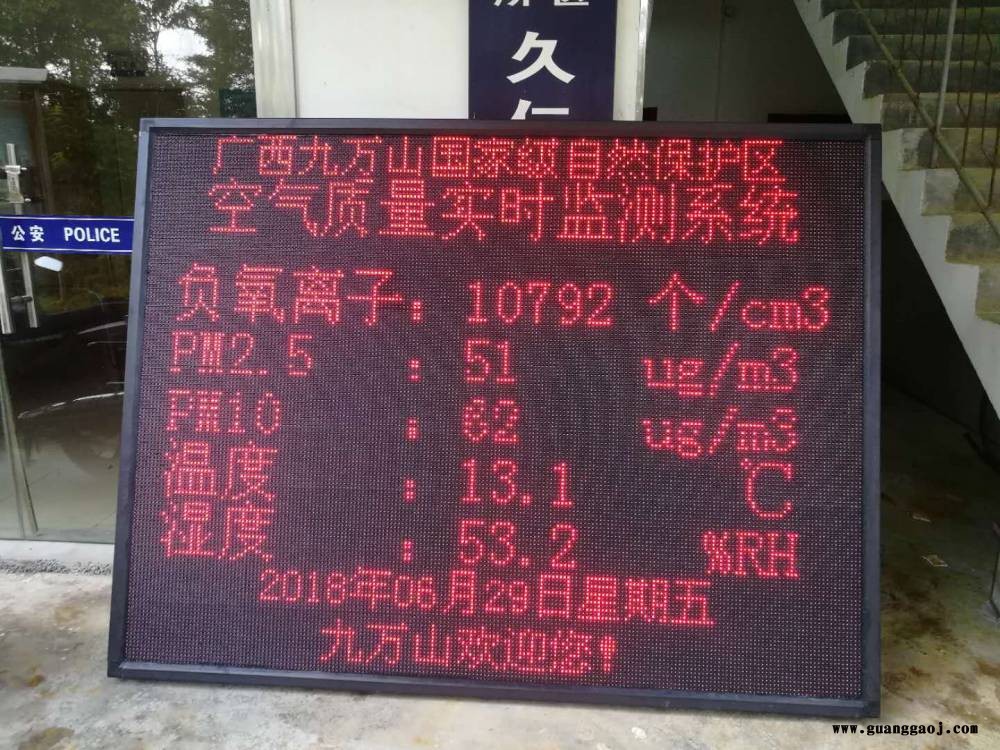 久仁
公安 POLICE
广西九万山国家级自然保护区
空气质量实时监测系统
负氧离子: 10792 个/cm3
PM2.5 : 51 ug/m3
PM10 : 62 ug/m3
温度 : 13.1 ℃
湿度 : 53.2 %RH
2018年06月29日星期五
九万山欢迎您!
www.guanggaoj.com